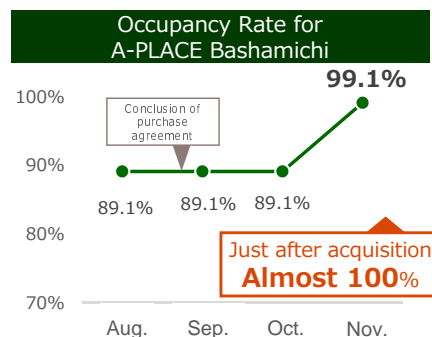 Occupancy Rate for
A-PLACE Bashamichi
99.1%
100%
Conclusion of
purchase
agreement
90%
89.1%
89.1%
89.1%
80%
Just after acquisition
Almost 100%
70%
Aug.
Sep.
Oct.
Nov.